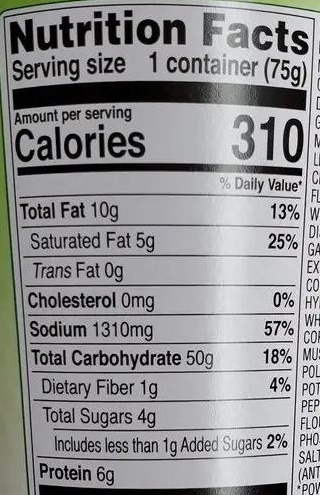 Nutrition Facts
Serving size 1 container (75g)
Amount per serving
Calories 310
% Daily Value*
Total Fat 10g 13%
Saturated Fat 5g 25%
Trans Fat 0g
Cholesterol 0mg 0%
Sodium 1310mg 57%
Total Carbohydrate 50g 18%
Dietary Fiber 1g 4%
Total Sugars 4g
Includes less than 1g Added Sugars 2%
Protein 6g